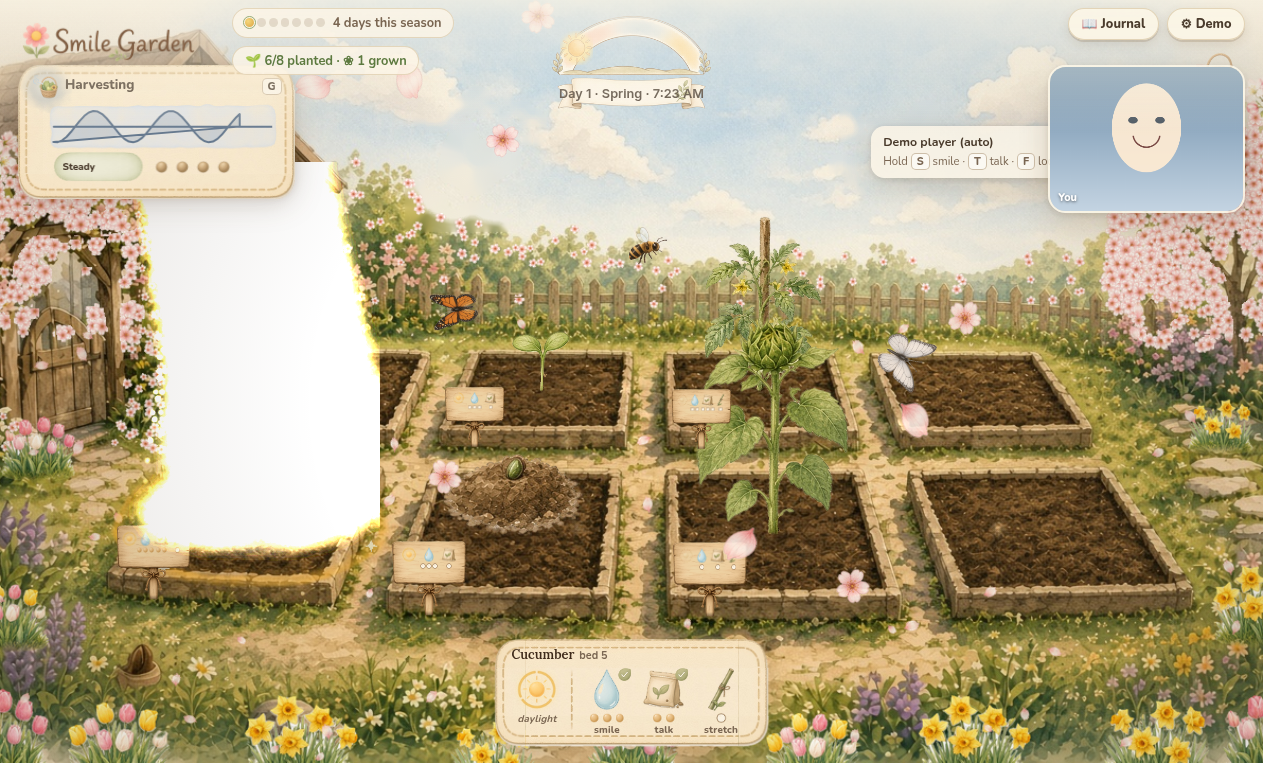 Smile Garden
4 days this season
6/8 planted · 1 grown
Day 1 · Spring · 7:23 AM
Journal
Demo
Harvesting
G
Steady
Demo player (auto)
Hold S smile · T talk · F lo
You
Cucumber bed 5
daylight
smile
talk
stretch